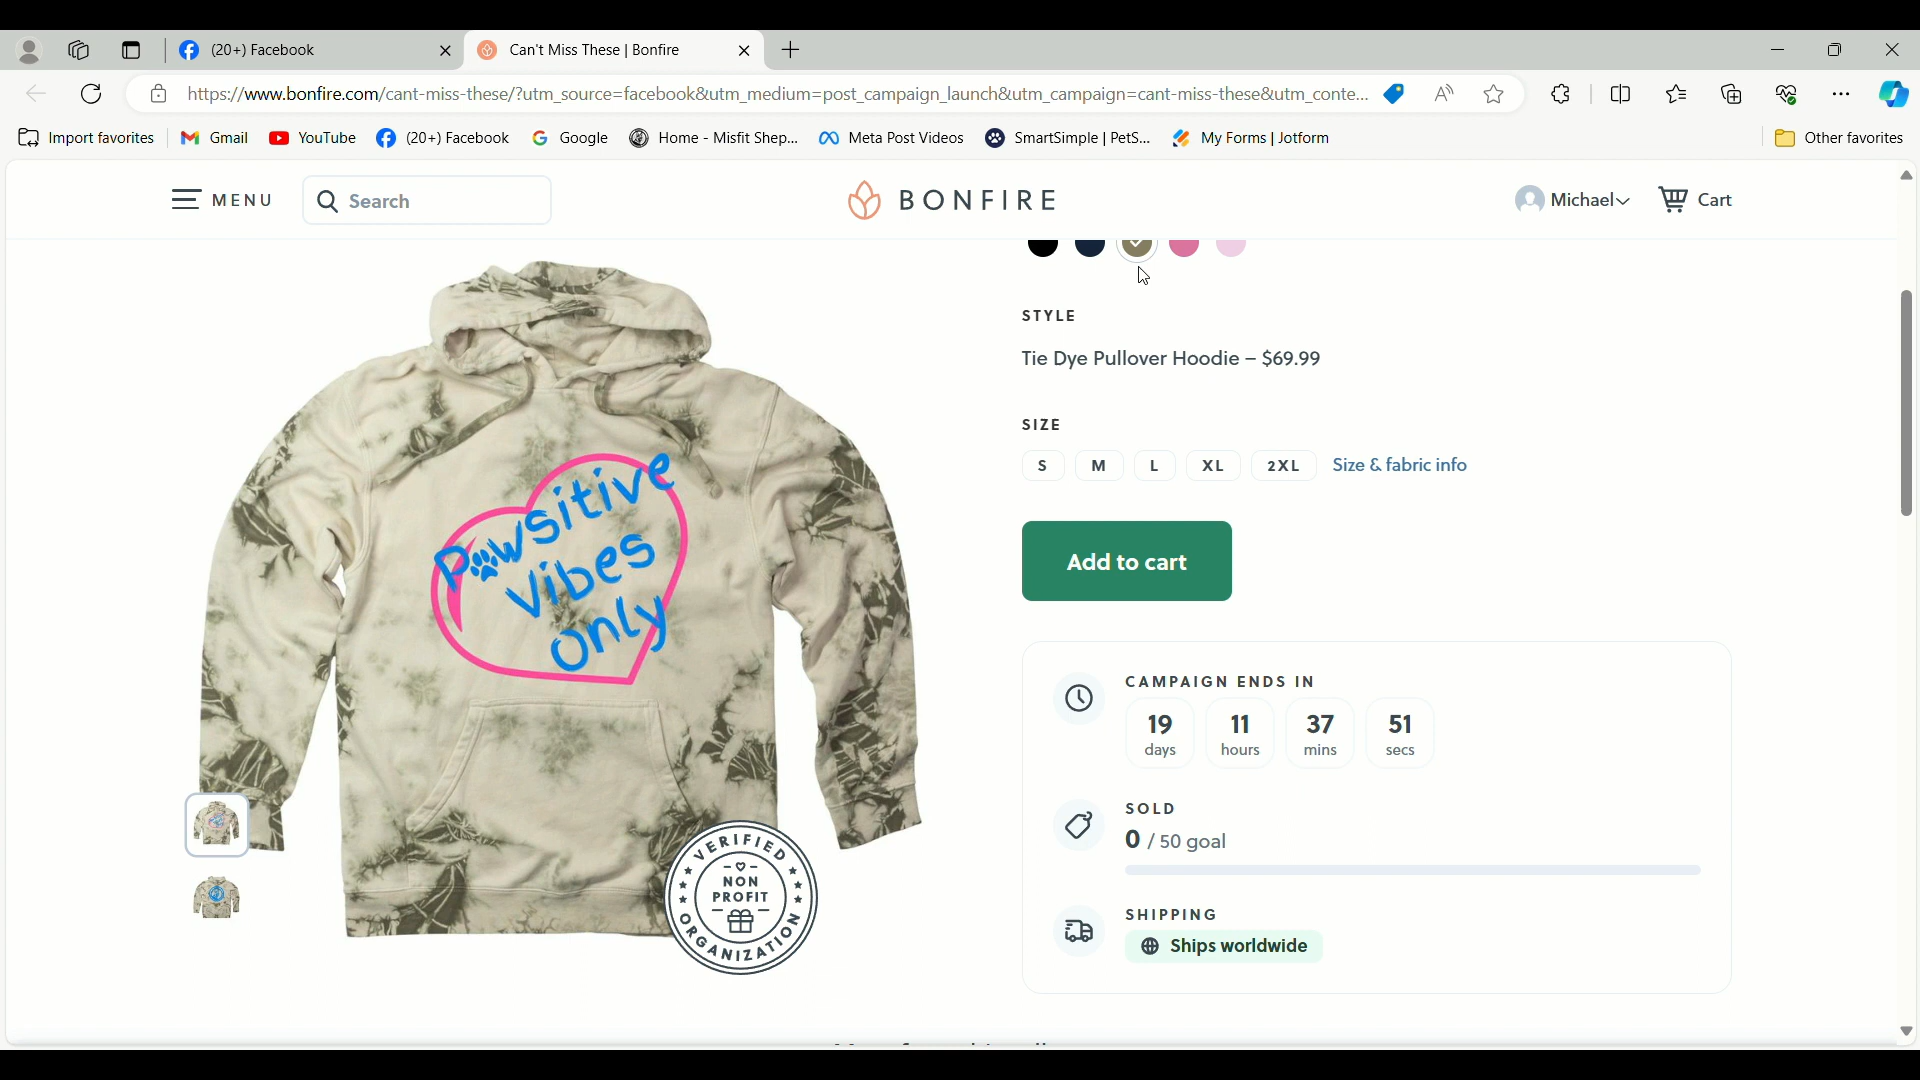 (20+) Facebook
Can't Miss These | Bonfire
https://www.bonfire.com/cant-miss-these/?utm_source=facebook&utm_medium=post_campaign_launch&utm_campaign=cant-miss-these&utm_conte...
Import favorites
Gmail
YouTube
(20+) Facebook
Google
Home - Misfit Shep...
Meta Post Videos
SmartSimple | PetS...
My Forms | Jotform
Other favorites
MENU
Search
BONFIRE
Michael
Cart
STYLE
Tie Dye Pullover Hoodie – $69.99
SIZE
S M L XL 2XL Size & fabric info
Pawsitive
Vibes
Only
Add to cart
CAMPAIGN ENDS IN
19 11 37 51
days hours mins secs
SOLD
0 / 50 goal
VERIFIED
NON
PROFIT
ORGANIZATION
SHIPPING
Ships worldwide